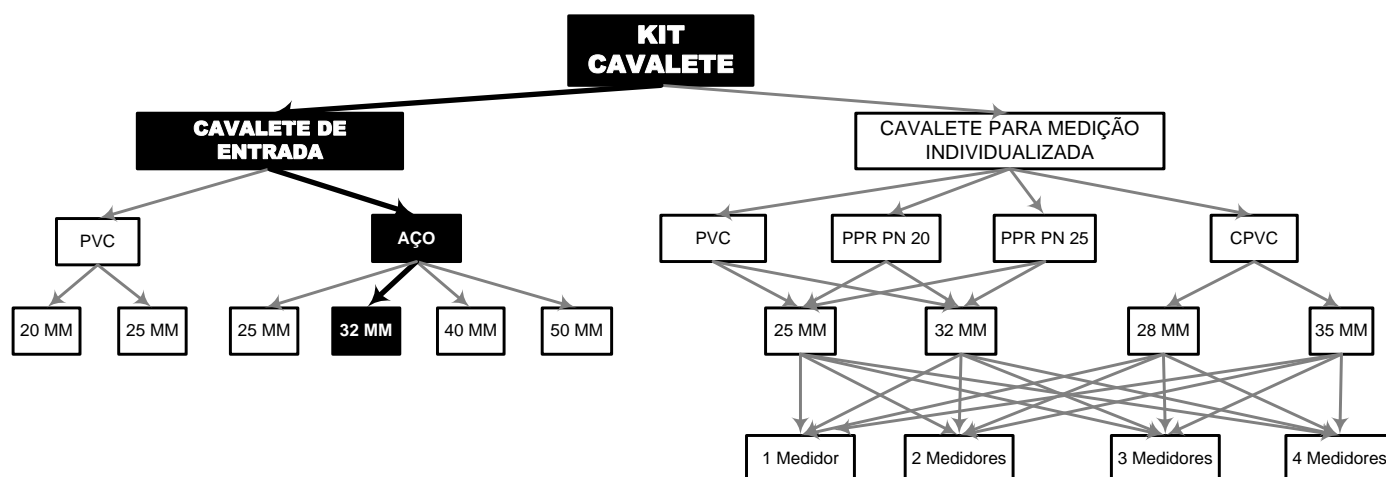 KIT
CAVALETE
CAVALETE DE
ENTRADA
CAVALETE PARA MEDIÇÃO
INDIVIDUALIZADA
PVC
AÇO
PVC
PPR PN 20
PPR PN 25
CPVC
20 MM
25 MM
25 MM
32 MM
40 MM
50 MM
25 MM
32 MM
28 MM
35 MM
1 Medidor
2 Medidores
3 Medidores
4 Medidores